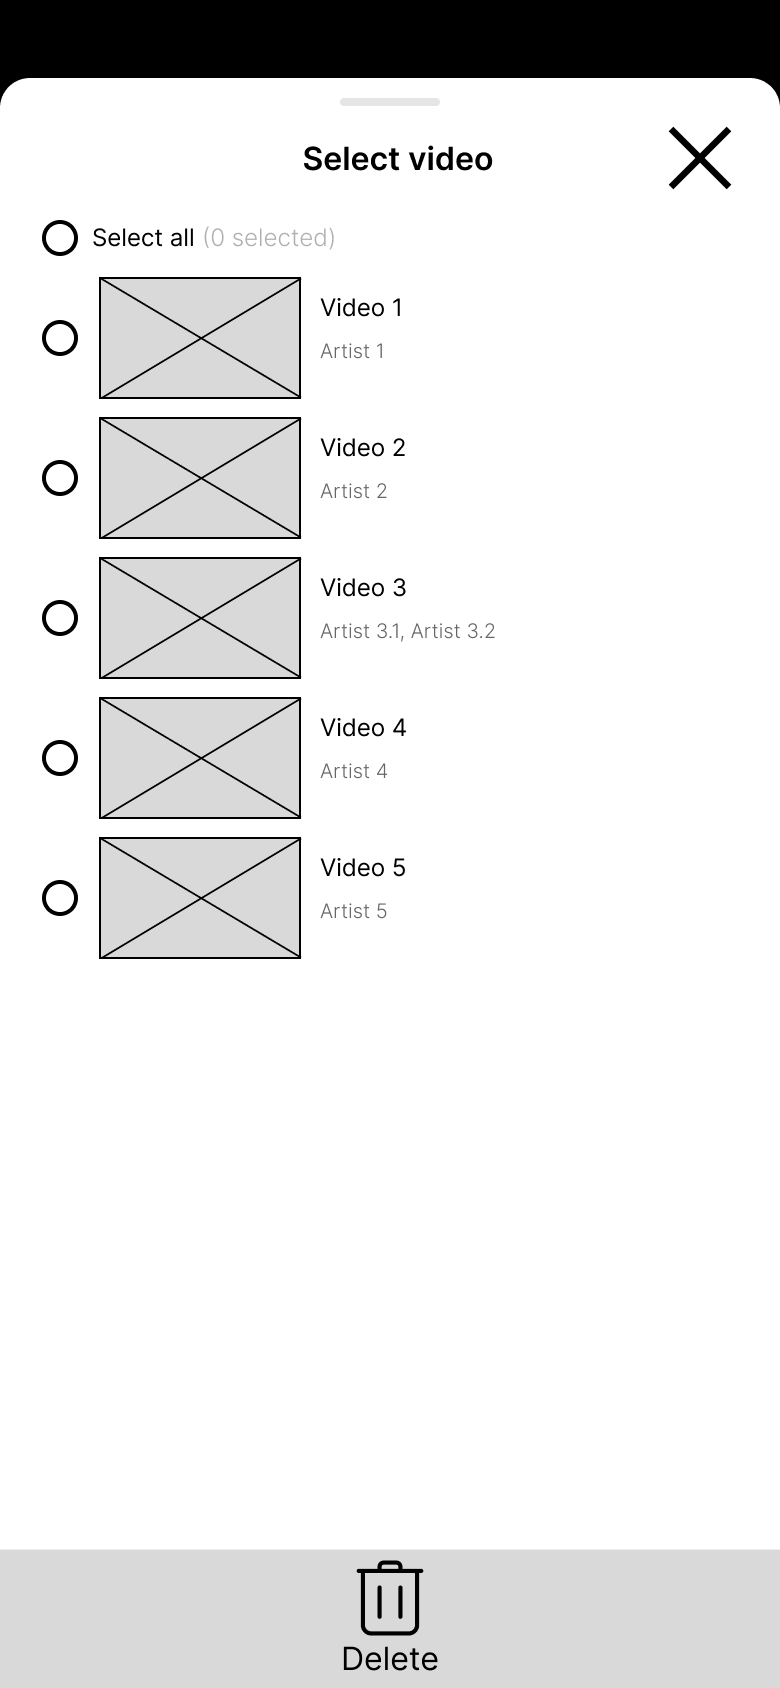 Select video
Select all (0 selected)
Video 1
Artist 1
Video 2
Artist 2
Video 3
Artist 3.1, Artist 3.2
Video 4
Artist 4
Video 5
Artist 5
Delete